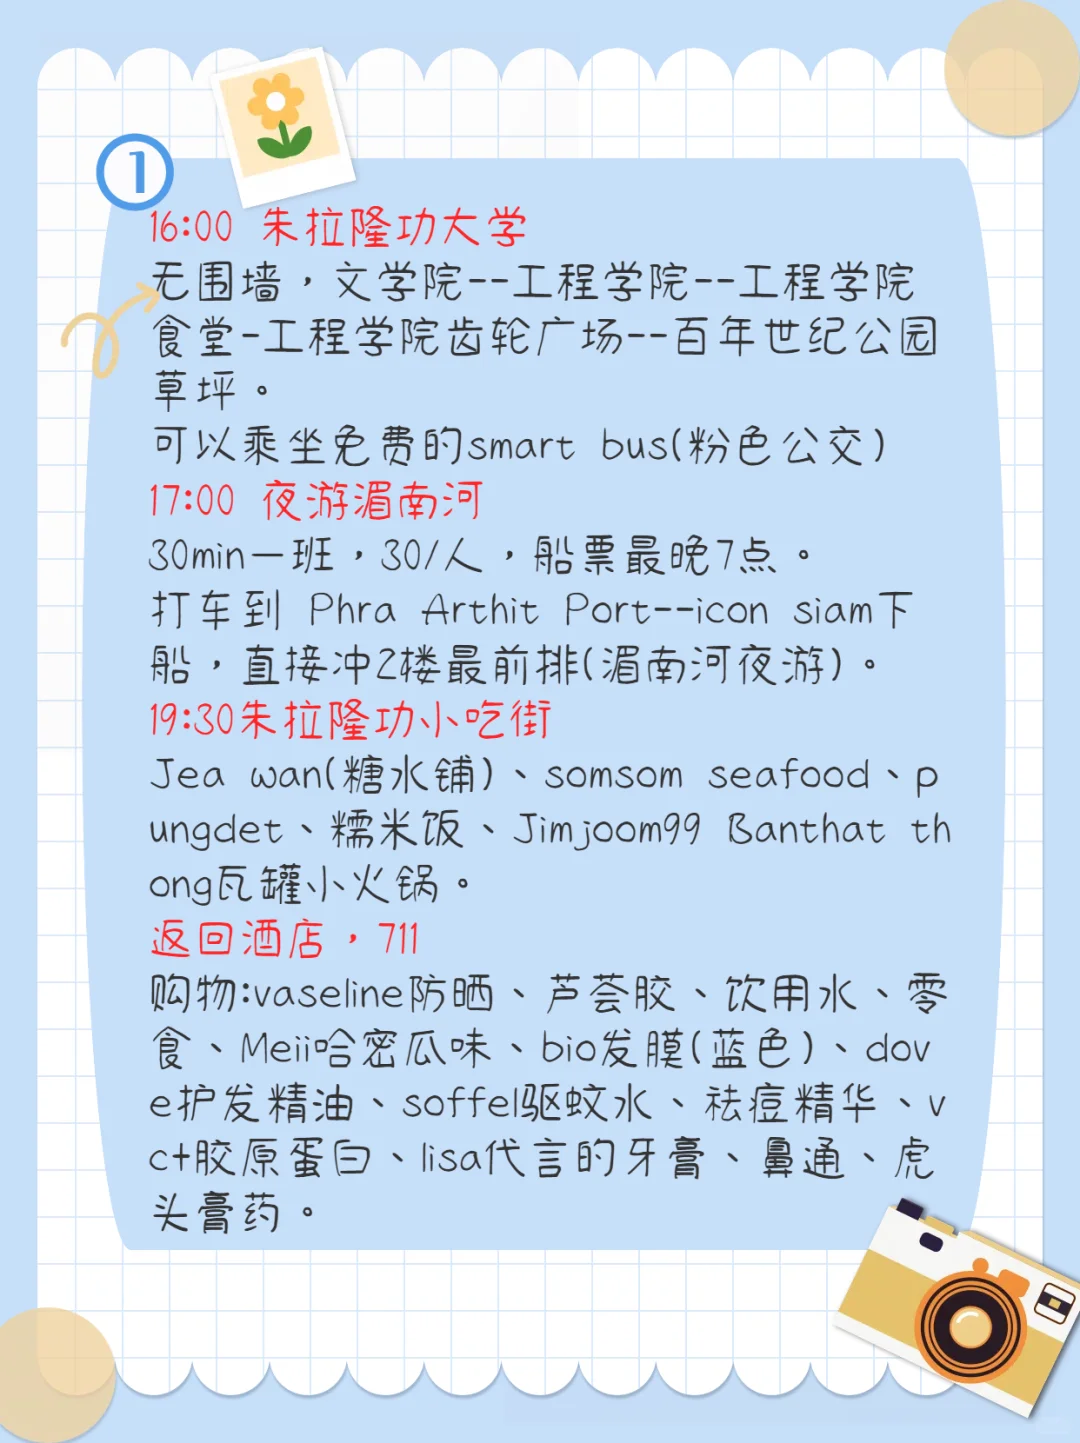 1
16:00 朱拉隆功大学
无围墙，文学院--工程学院--工程学院
食堂-工程学院齿轮广场--百年世纪公园
草坪。
可以乘坐免费的smart bus(粉色公交)
17:00 夜游湄南河
30min一班，30/人，船票最晚7点。
打车到 Phra Arthit Port--icon siam下
船，直接冲2楼最前排(湄南河夜游)。
19:30朱拉隆功小吃街
Jea wan(糖水铺)、somsom seafood、p
ungdet、糯米饭、Jimjoom99 Banthat th
ong瓦罐小火锅。
返回酒店，711
购物:vaseline防晒、芦荟胶、饮用水、零
食、Meii哈密瓜味、bio发膜(蓝色)、dov
e护发精油、soffel驱蚊水、祛痘精华、v
ct胶原蛋白、lisa代言的牙膏、鼻通、虎
头膏药。